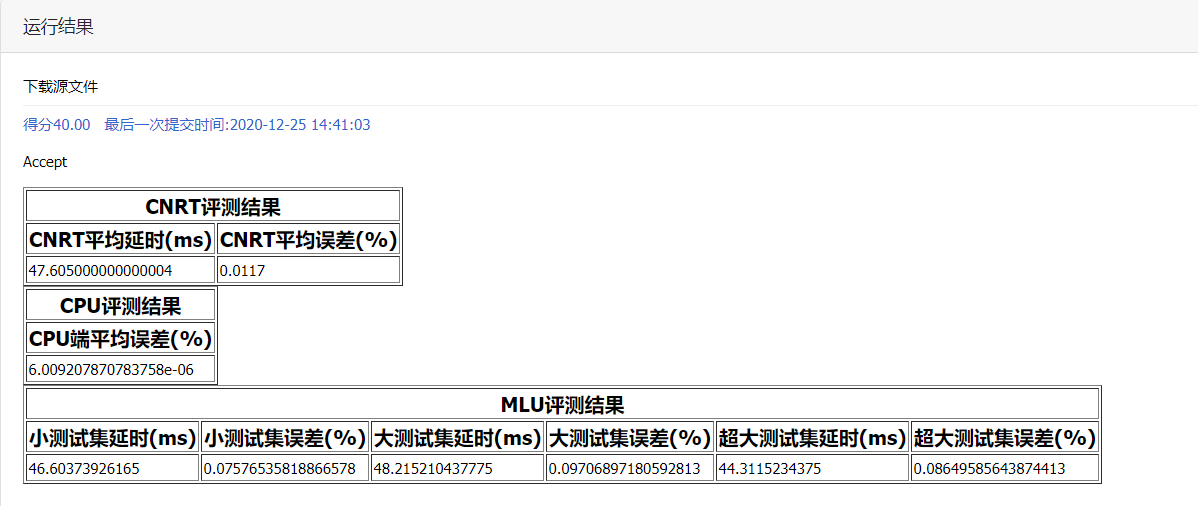 运行结果
下载源文件
得分40.00 最后一次提交时间:2020-12-25 14:41:03
Accept
CNRT评测结果
CNRT平均延时(ms) CNRT平均误差(%)
47.605000000000004 0.0117
CPU评测结果
CPU端平均误差(%)
6.009207870783758e-06
MLU评测结果
小测试集延时(ms) 小测试集误差(%) 大测试集延时(ms) 大测试集误差(%) 超大测试集延时(ms) 超大测试集误差(%)
46.60373926165 0.07576535818866578 48.215210437775 0.09706897180592813 44.3115234375 0.08649585643874413